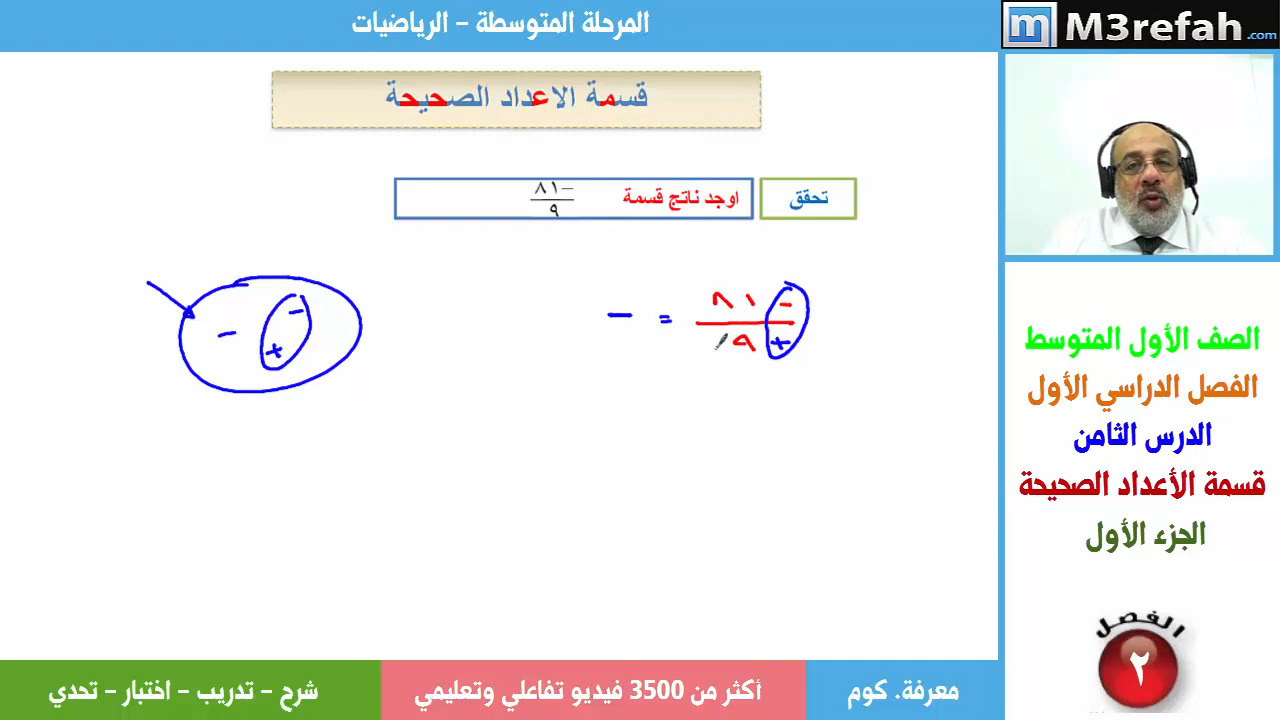 المرحلة المتوسطة – الرياضيات
M3refah.com
قسمة الاعداد الصحيحة
تحقق
اوجد ناتج قسمة ‎−٨١/٩
− = −٨١/+٩
− + −
الصف الأول المتوسط
الفصل الدراسي الأول
الدرس الثامن
قسمة الأعداد الصحيحة
الجزء الأول
الفصل
٢
معرفة. كوم
أكثر من 3500 فيديو تفاعلي وتعليمي
شرح – تدريب – اختبار – تحدي